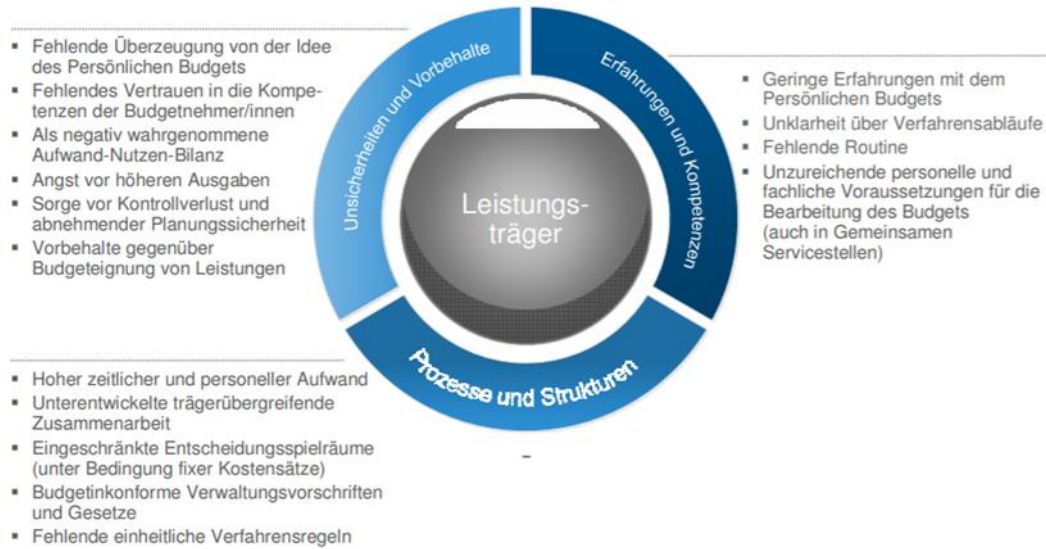 ▪ Fehlende Überzeugung von der Idee
des Persönlichen Budgets
▪ Fehlendes Vertrauen in die Kompe-
tenzen der Budgetnehmer/innen
▪ Als negativ wahrgenommene
Aufwand-Nutzen-Bilanz
▪ Angst vor höheren Ausgaben
▪ Sorge vor Kontrollverlust und
abnehmender Planungssicherheit
▪ Vorbehalte gegenüber
Budgeteignung von Leistungen
Unsicherheiten und Vorbehalte
Leistungs-
träger
Erfahrungen und Kompetenzen
▪ Geringe Erfahrungen mit dem
Persönlichen Budgets
▪ Unklarheit über Verfahrensabläufe
▪ Fehlende Routine
▪ Unzureichende personelle und
fachliche Voraussetzungen für die
Bearbeitung des Budgets
(auch in Gemeinsamen
Servicestellen)
Prozesse und Strukturen
▪ Hoher zeitlicher und personeller Aufwand
▪ Unterentwickelte trägerübergreifende
Zusammenarbeit
▪ Eingeschränkte Entscheidungsspielräume
(unter Bedingung fixer Kostensätze)
▪ Budgetinkonforme Verwaltungsvorschriften
und Gesetze
▪ Fehlende einheitliche Verfahrensregeln
–